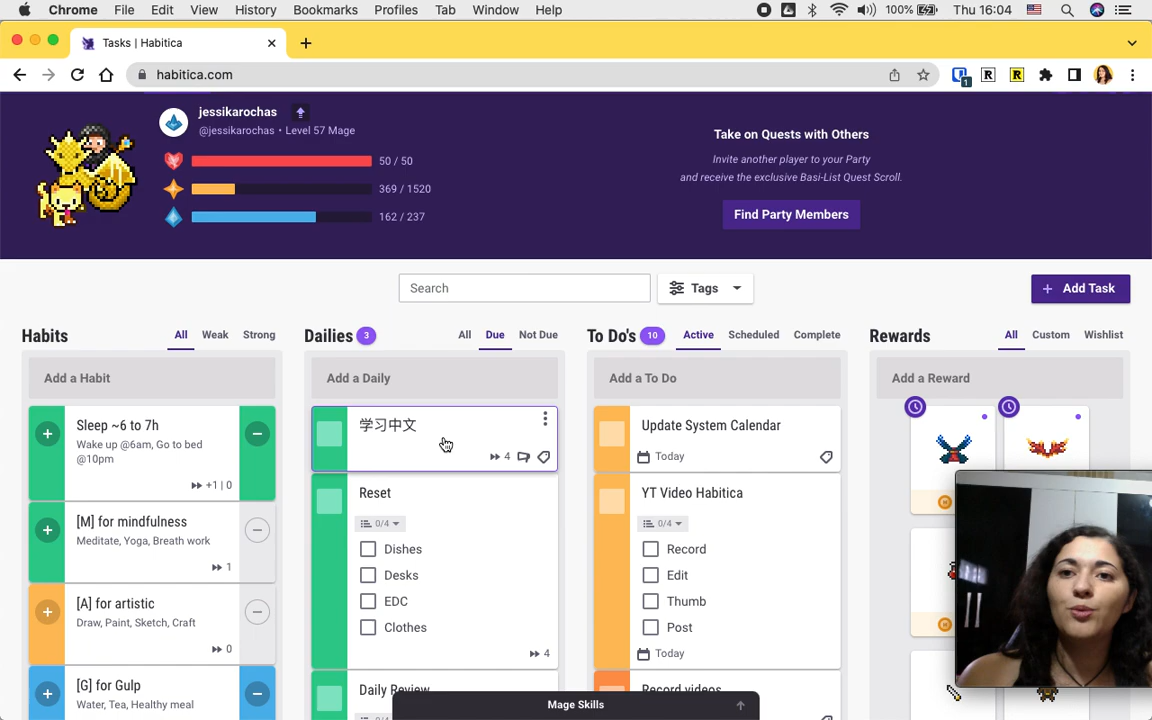 Chrome File Edit View History Bookmarks Profiles Tab Window Help 100% Thu 16:04
Tasks | Habitica
habitica.com
1
jessikarochas
@jessikarochas • Level 57 Mage
50 / 50
369 / 1520
162 / 237
Take on Quests with Others
Invite another player to your Party
and receive the exclusive Basi-List Quest Scroll.
Find Party Members
Search
Tags
+ Add Task
Habits
All Weak Strong
Add a Habit
Sleep ~6 to 7h
Wake up @6am, Go to bed
@10pm
+1 | 0
[M] for mindfulness
Meditate, Yoga, Breath work
1
[A] for artistic
Draw, Paint, Sketch, Craft
0
[G] for Gulp
Water, Tea, Healthy meal
Dailies 3
All Due Not Due
Add a Daily
学习中文
4
Reset
0/4
Dishes
Desks
EDC
Clothes
4
Daily Review
To Do's 10
Active Scheduled Complete
Add a To Do
Update System Calendar
Today
YT Video Habitica
0/4
Record
Edit
Thumb
Post
Today
Record videos
Rewards
All Custom Wishlist
Add a Reward
Mage Skills